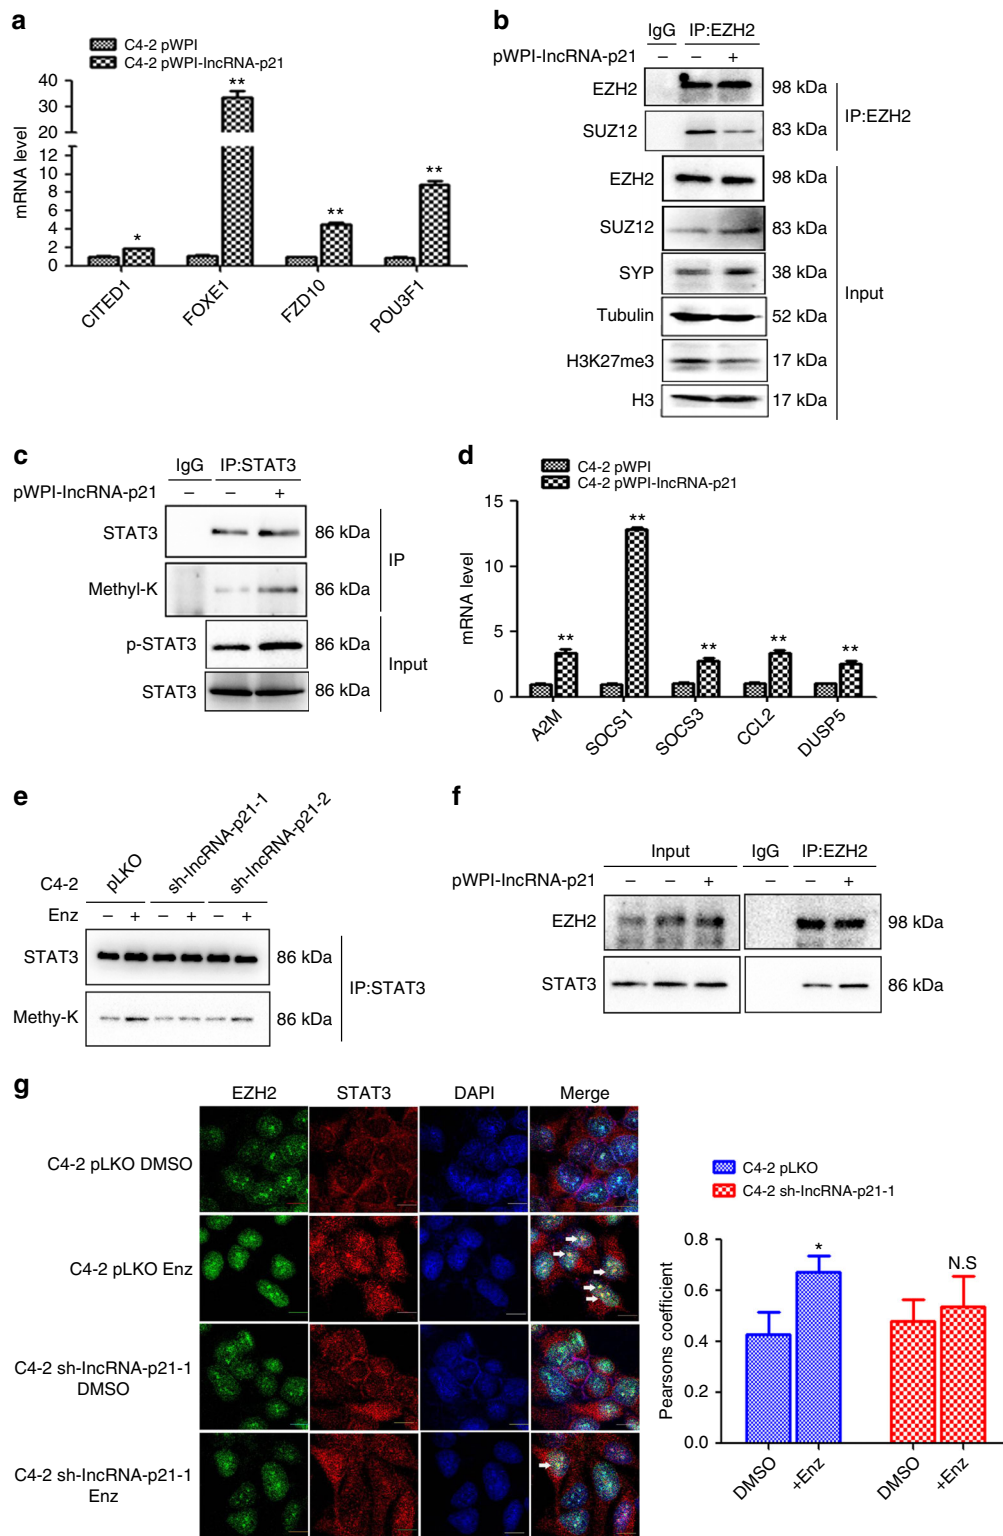 a
C4-2 pWPI
C4-2 pWPI-lncRNA-p21
mRNA level
40
30
20
12
10
8
6
4
2
0
*
**
**
**
CITED1
FOXE1
FZD10
POU3F1
b
IgG IP:EZH2
pWPI-lncRNA-p21 – – +
EZH2 98 kDa
SUZ12 83 kDa
IP:EZH2
EZH2 98 kDa
SUZ12 83 kDa
SYP 38 kDa
Tubulin 52 kDa
H3K27me3 17 kDa
H3 17 kDa
Input
c
IgG IP:STAT3
pWPI-lncRNA-p21 – – +
STAT3 86 kDa
Methyl-K 86 kDa
IP
p-STAT3 86 kDa
STAT3 86 kDa
Input
d
C4-2 pWPI
C4-2 pWPI-lncRNA-p21
mRNA level
15
10
5
0
**
**
**
**
**
A2M
SOCS1
SOCS3
CCL2
DUSP5
e
C4-2 pLKO sh-lncRNA-p21-1 sh-lncRNA-p21-2
Enz – + – + – +
STAT3 86 kDa
Methy-K 86 kDa
IP:STAT3
f
Input IgG IP:EZH2
pWPI-lncRNA-p21 – – + – – +
EZH2 98 kDa
STAT3 86 kDa
g
EZH2 STAT3 DAPI Merge
C4-2 pLKO DMSO
C4-2 pLKO Enz
C4-2 sh-lncRNA-p21-1
DMSO
C4-2 sh-lncRNA-p21-1
Enz
C4-2 pLKO
C4-2 sh-lncRNA-p21-1
Pearsons coefficient
0.8
0.6
0.4
0.2
0.0
*
N.S
DMSO
+Enz
DMSO
+Enz